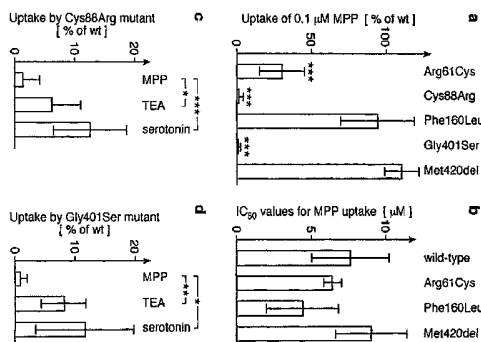 a
Uptake of 0.1 µM MPP [ % of wt ]
0 50 100
Arg61Cys
***
Cys88Arg
***
Phe160Leu
Gly401Ser
***
Met420del
b
IC50 values for MPP uptake [ µM ]
0 5 10
wild-type
Arg61Cys
Phe160Leu
Met420del
c
Uptake by Cys88Arg mutant
[ % of wt ]
0 10 20
MPP
TEA
serotonin
*
***
d
Uptake by Gly401Ser mutant
[ % of wt ]
0 10 20
MPP
TEA
serotonin
***
*